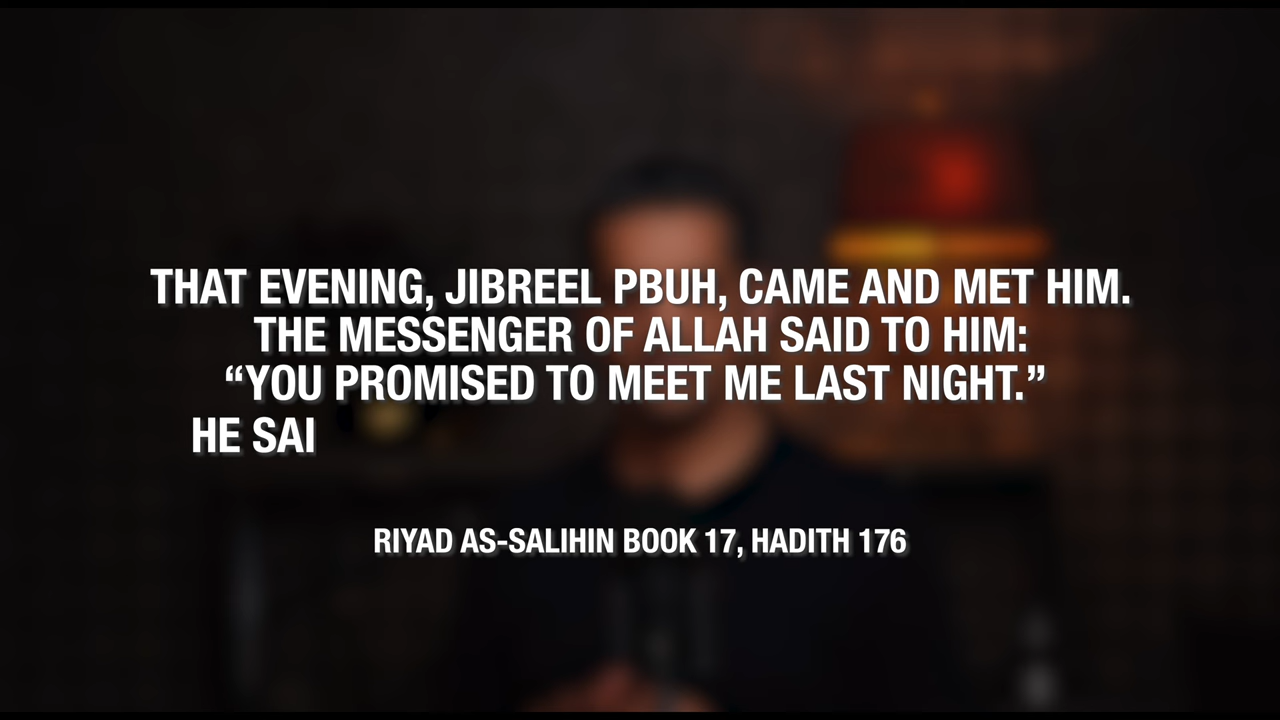 THAT EVENING, JIBREEL PBUH, CAME AND MET HIM.
THE MESSENGER OF ALLAH SAID TO HIM:
“YOU PROMISED TO MEET ME LAST NIGHT.”
HE SAI
RIYAD AS-SALIHIN BOOK 17, HADITH 176